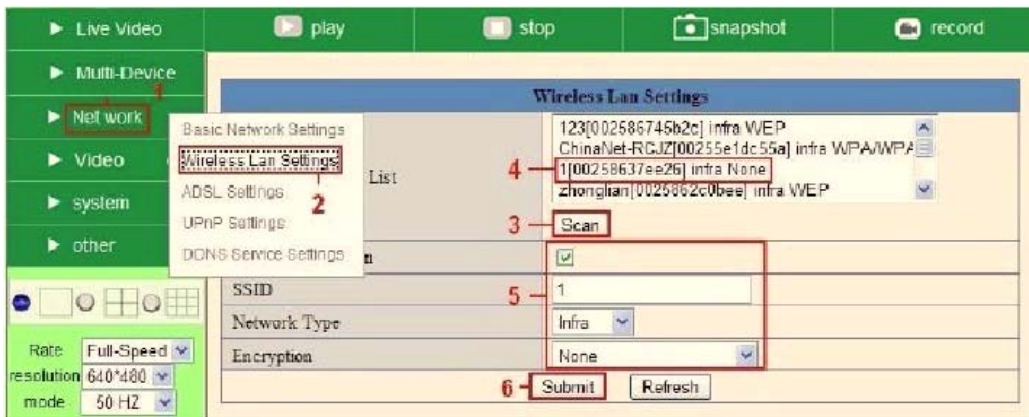 Live Video
play
stop
snapshot
record
Multi-Device
1
Network
Basic Network Settings
Wireless Lan Settings
2
ADSL Settings
UPnP Settings
DDNS Service Settings
Video
system
other
Rate Full-Speed
resolution 640*480
mode 50 HZ
Wireless Lan Settings
List
123[002586745b2c] infra WEP
ChinaNet-RCJZ[00255e1dc55a] infra WPA/WPA
4
1[00258637ee26] infra None
zhonglian[0025862c0bee] infra WEP
3
Scan
SSID
5
1
Network Type Infra
Encryption None
6
Submit Refresh